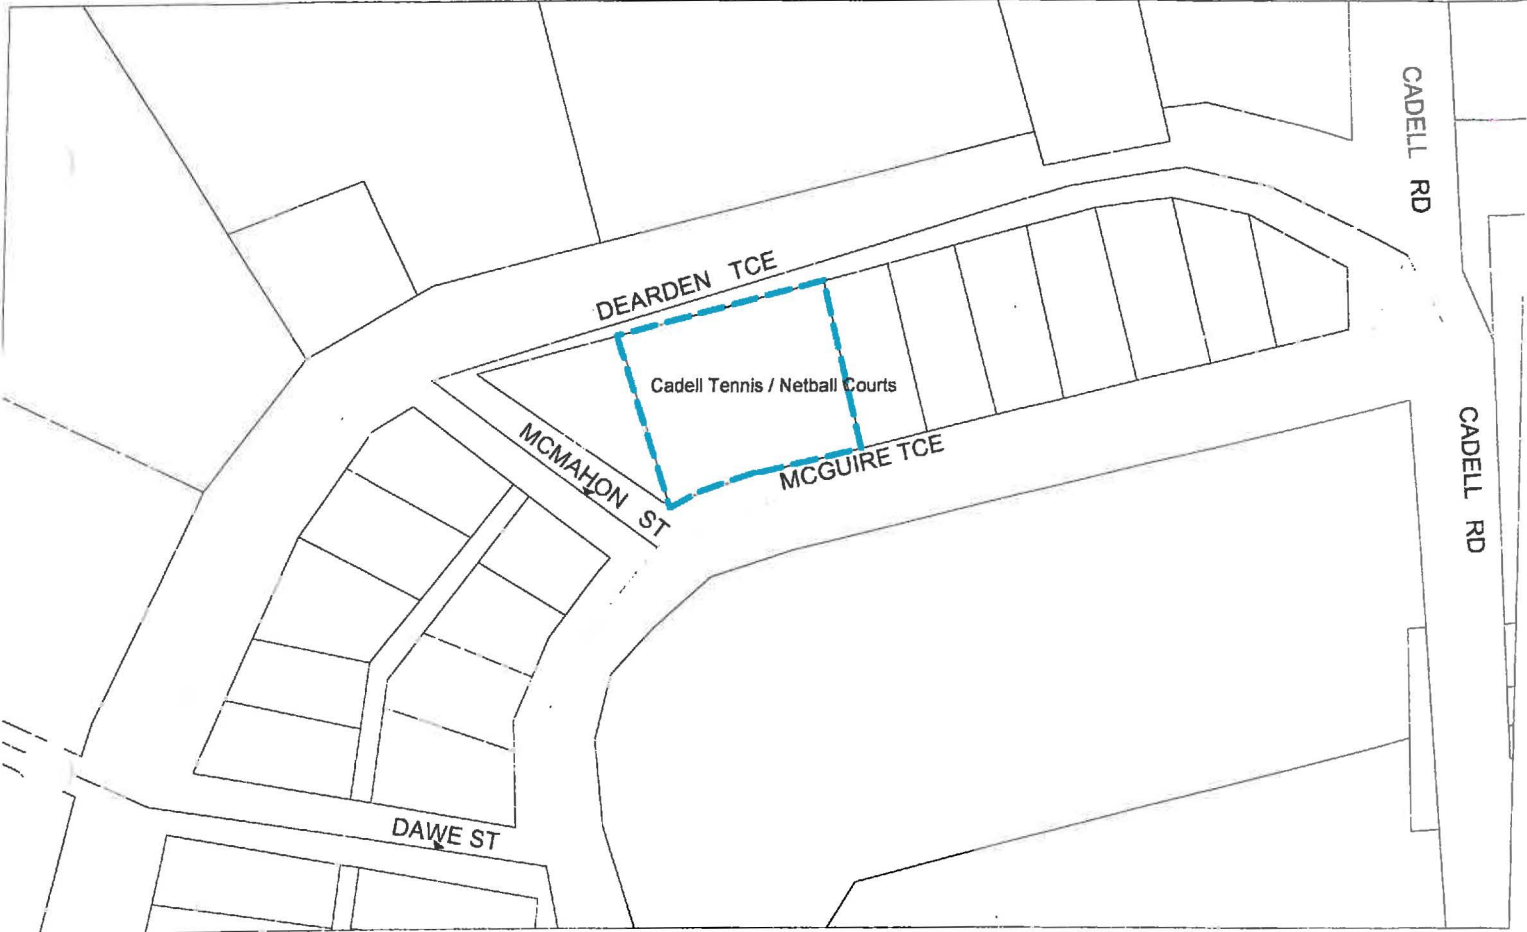 CADELL RD
DEARDEN TCE
Cadell Tennis / Netball Courts
MCMAHON ST
MCGUIRE TCE
CADELL RD
DAWE ST